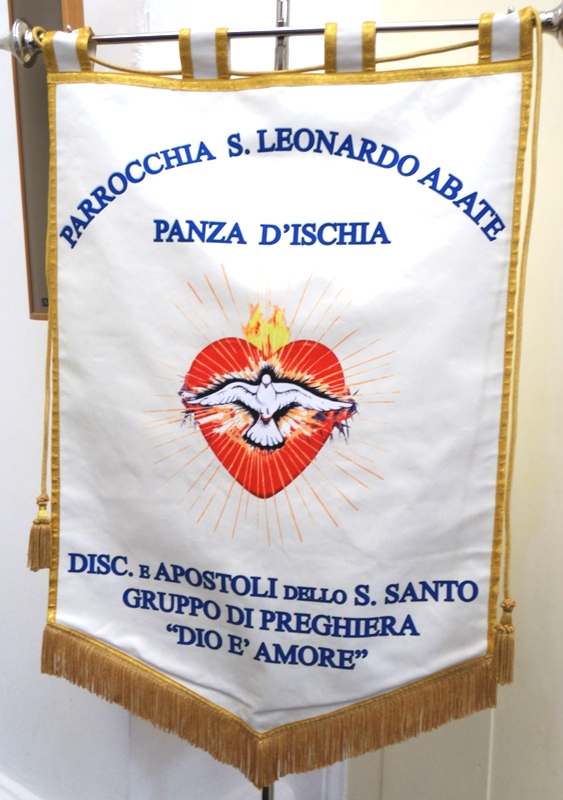 PARROCCHIA S. LEONARDO ABATE
PANZA D'ISCHIA
DISC. E APOSTOLI DELLO S. SANTO
GRUPPO DI PREGHIERA
“DIO E' AMORE”